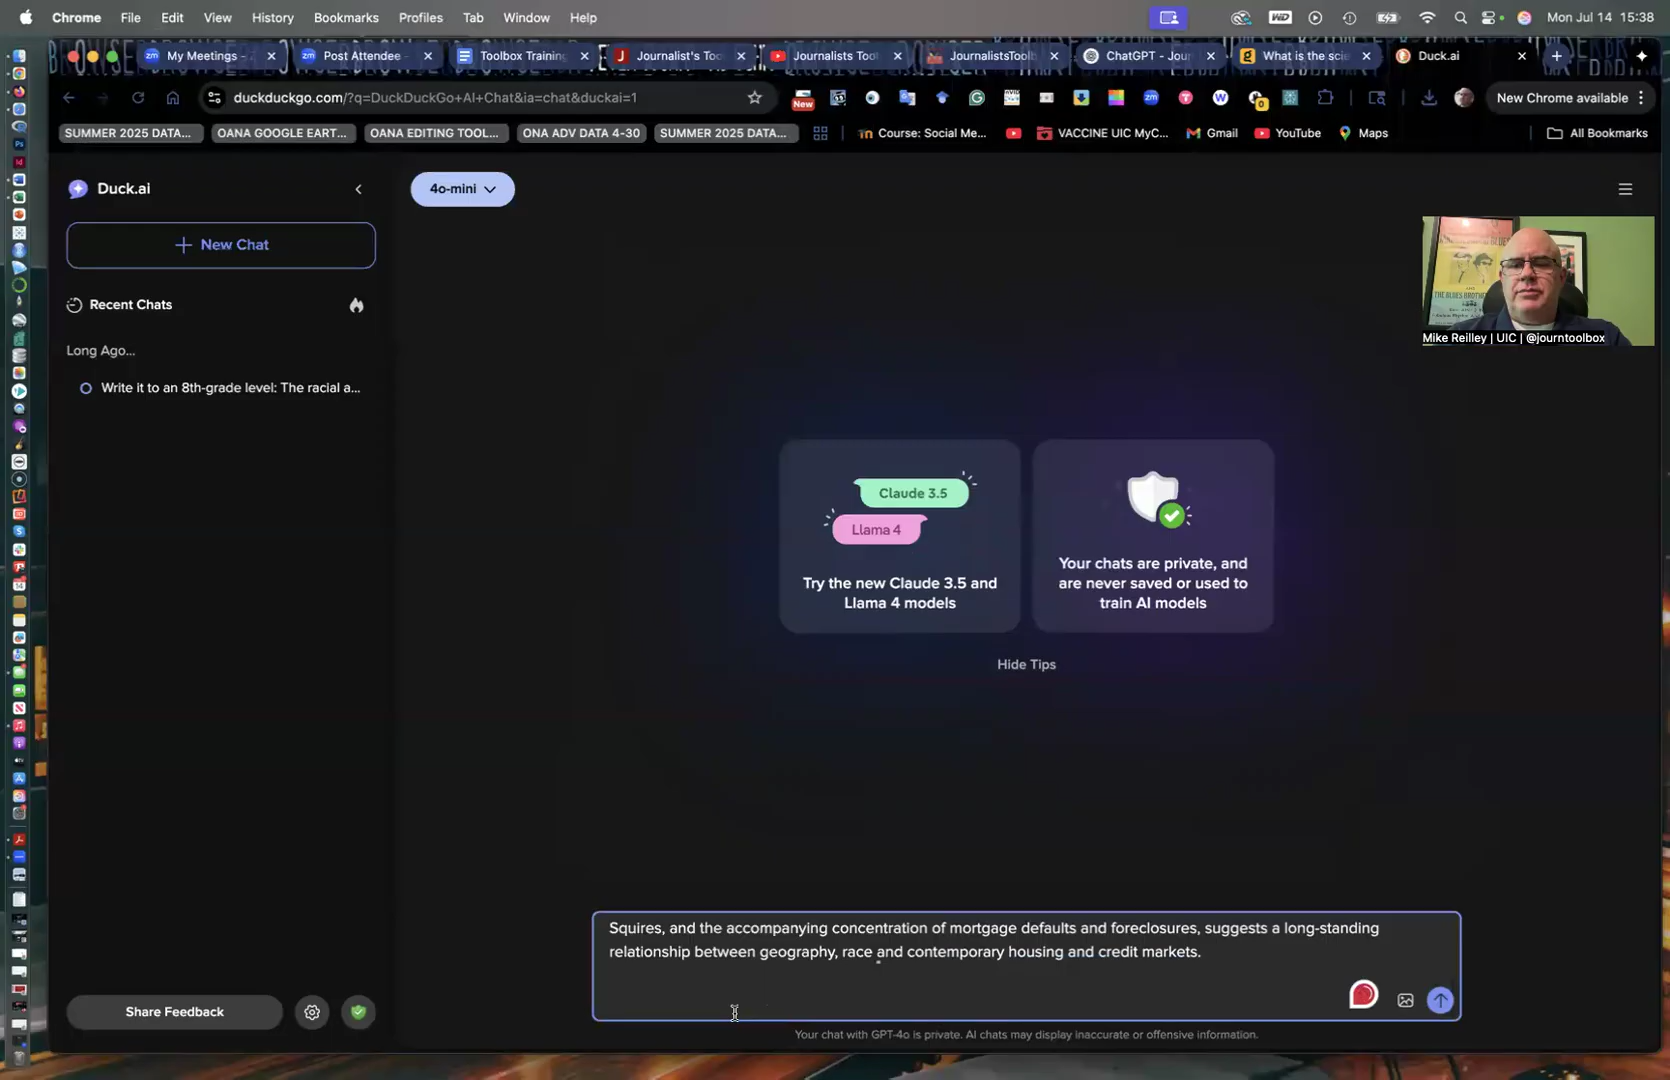 Chrome File Edit View History Bookmarks Profiles Tab Window Help Mon Jul 14 15:38
My Meetings - Post Attendee - Toolbox Training Journalist's To Journalists Tool JournalistsToolb ChatGPT - Jour What is the scie Duck.ai
duckduckgo.com/?q=DuckDuckGo+AI+Chat&ia=chat&duckai=1 New New Chrome available
SUMMER 2025 DATA... OANA GOOGLE EART... OANA EDITING TOOL... ONA ADV DATA 4-30 SUMMER 2025 DATA... Course: Social Me... VACCINE UIC MyC... Gmail YouTube Maps All Bookmarks
Duck.ai
4o-mini
New Chat
Recent Chats
Long Ago...
Write it to an 8th-grade level: The racial a...
Mike Reilley | UIC | @journtoolbox
Claude 3.5
Llama 4
Try the new Claude 3.5 and
Llama 4 models
Your chats are private, and
are never saved or used to
train AI models
Hide Tips
Squires, and the accompanying concentration of mortgage defaults and foreclosures, suggests a long-standing
relationship between geography, race and contemporary housing and credit markets.
Share Feedback
Your chat with GPT-4o is private. AI chats may display inaccurate or offensive information.